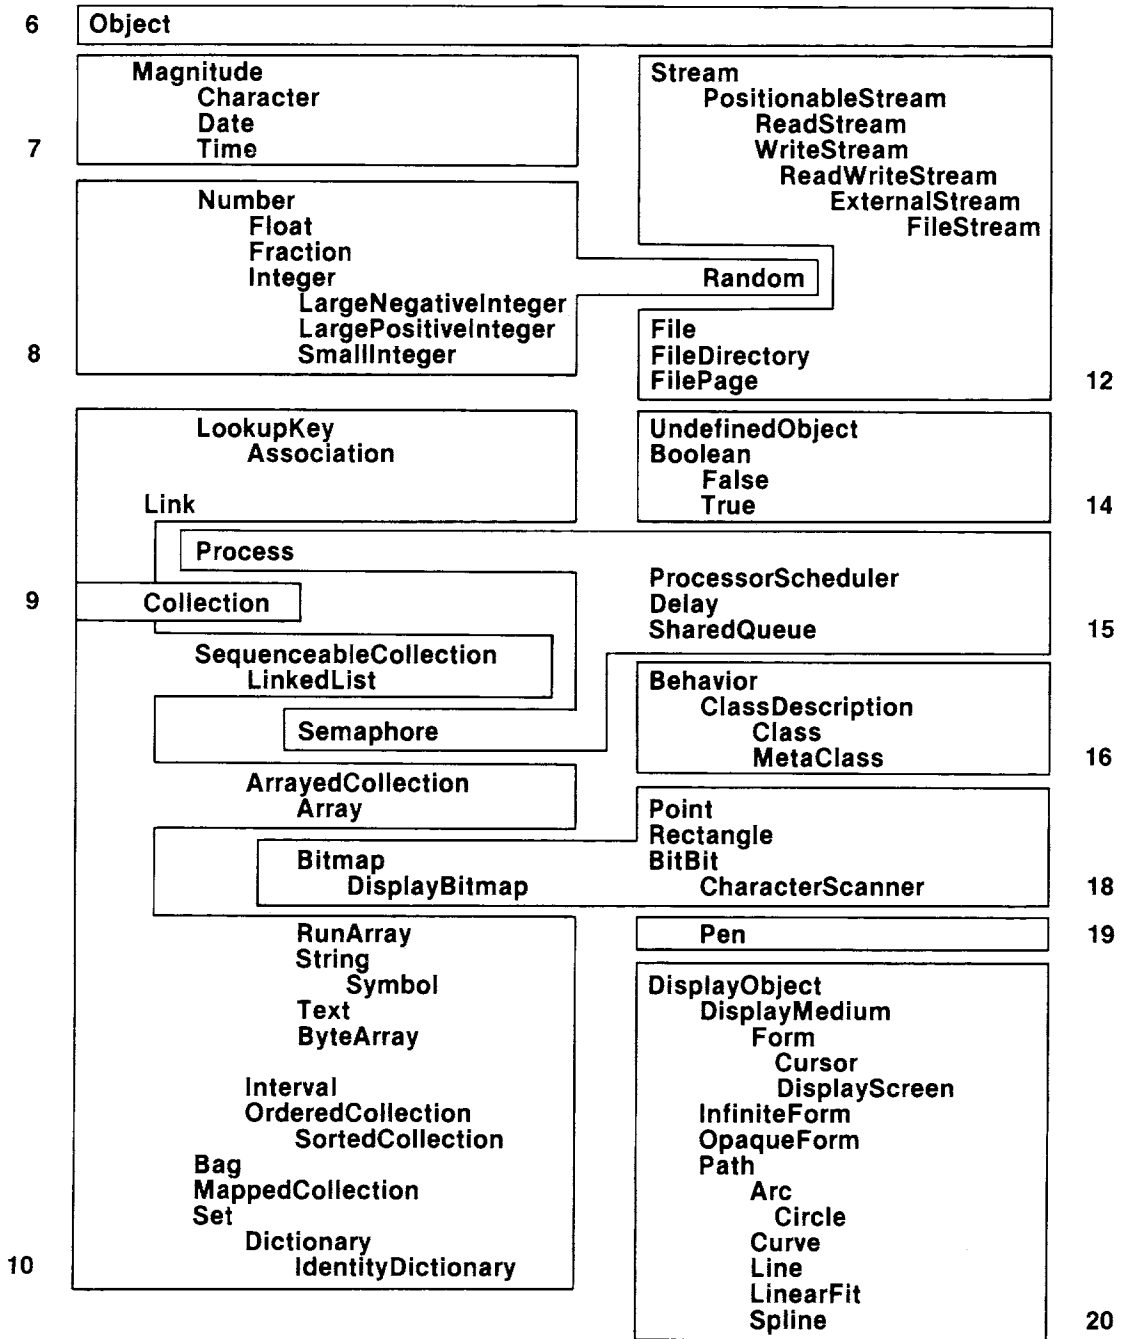 6 Object
Magnitude
Character
Date
7 Time
Number
Float
Fraction
Integer
LargeNegativeInteger
LargePositiveInteger
8 SmallInteger
LookupKey
Association
Link
Process
9 Collection
SequenceableCollection
LinkedList
Semaphore
ArrayedCollection
Array
Bitmap
DisplayBitmap
RunArray
String
Symbol
Text
ByteArray
Interval
OrderedCollection
SortedCollection
Bag
MappedCollection
Set
Dictionary
10 IdentityDictionary
Stream
PositionableStream
ReadStream
WriteStream
ReadWriteStream
ExternalStream
FileStream
Random
File
FileDirectory
FilePage 12
UndefinedObject
Boolean
False
True 14
ProcessorScheduler
Delay
SharedQueue 15
Behavior
ClassDescription
Class
MetaClass 16
Point
Rectangle
BitBit
CharacterScanner 18
Pen 19
DisplayObject
DisplayMedium
Form
Cursor
DisplayScreen
InfiniteForm
OpaqueForm
Path
Arc
Circle
Curve
Line
LinearFit
Spline 20